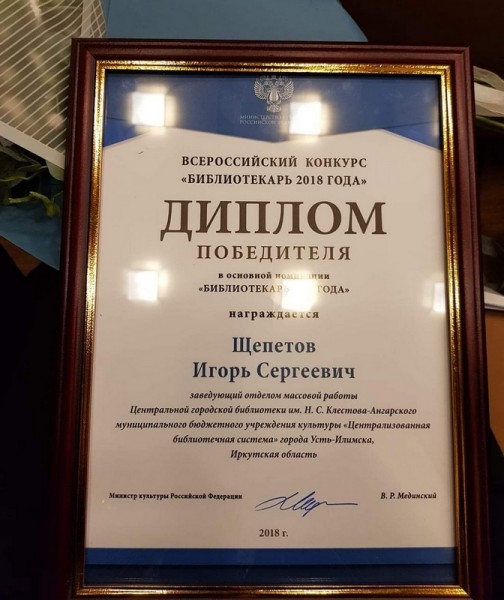 ВСЕРОССИЙСКИЙ КОНКУРС
«БИБЛИОТЕКАРЬ 2018 ГОДА»
ДИПЛОМ
ПОБЕДИТЕЛЯ
в основной номинации
«БИБЛИОТЕКАРЬ ГОДА»
награждается
Щепетов
Игорь Сергеевич
заведующий отделом массовой работы
Центральной городской библиотеки им. Н. С. Клестова-Ангарского
муниципального бюджетного учреждения культуры «Централизованная
библиотечная система» города Усть-Илимска,
Иркутская область
Министр культуры Российской Федерации
В. Р. Мединский
2018 г.